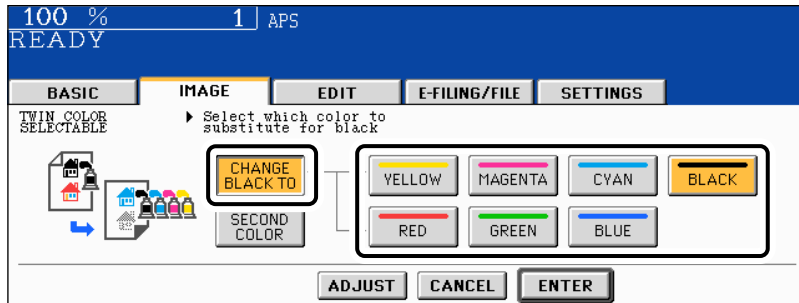 100 % 1 APS
READY
BASIC IMAGE EDIT E-FILING/FILE SETTINGS
TWIN COLOR
SELECTABLE
Select which color to
substitute for black
CHANGE
BLACK TO
YELLOW MAGENTA CYAN BLACK
SECOND
COLOR
RED GREEN BLUE
ADJUST CANCEL ENTER